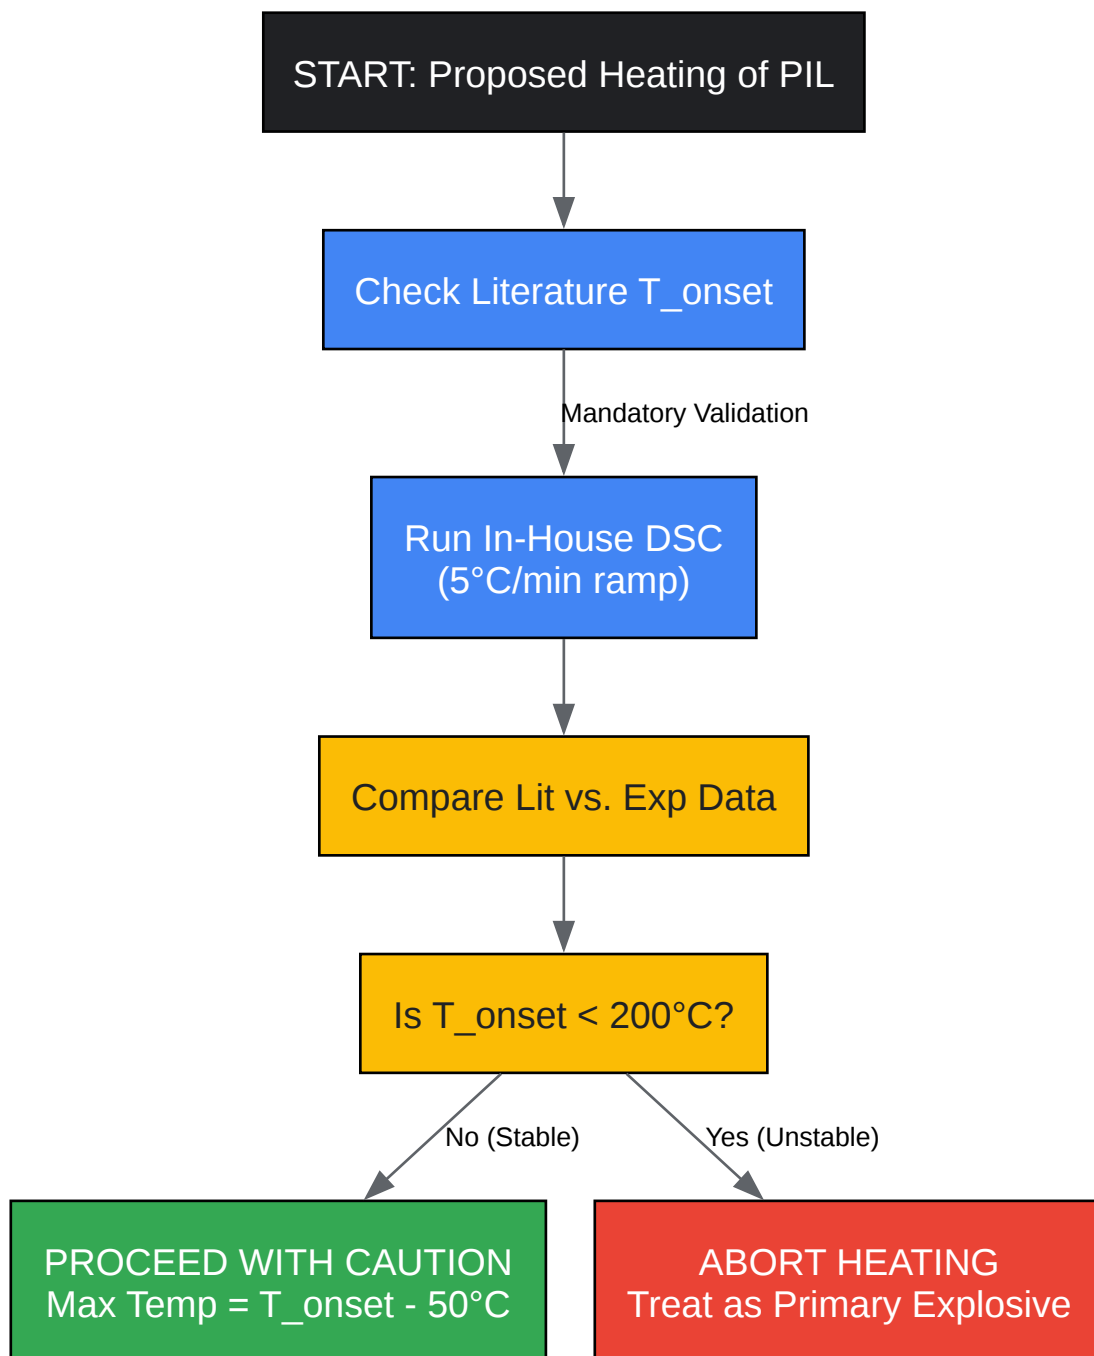 START: Proposed Heating of PIL
Check Literature T_onset
Mandatory Validation
Run In-House DSC
(5°C/min ramp)
Compare Lit vs. Exp Data
Is T_onset < 200°C?
No (Stable)
Yes (Unstable)
PROCEED WITH CAUTION
Max Temp = T_onset - 50°C
ABORT HEATING
Treat as Primary Explosive